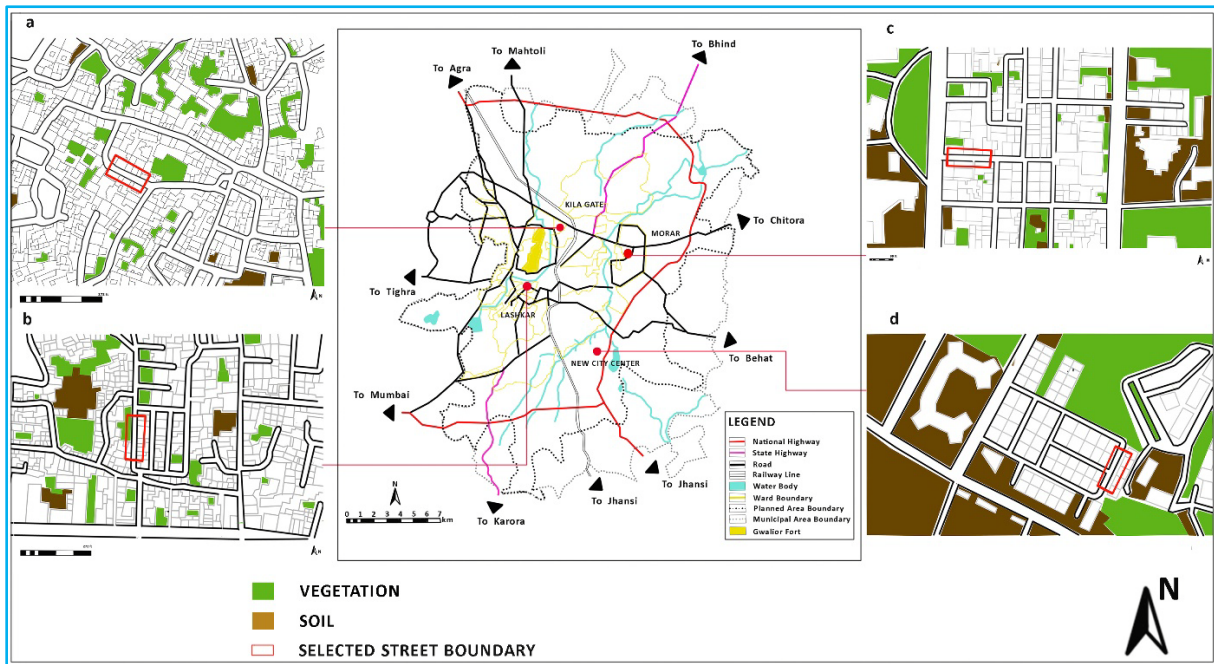 a
b
c
d
To Mahtoli
To Bhind
To Agra
KILA GATE
MORAR
To Chitora
To Tighra
LASHKAR
To Behat
NEW CITY CENTER
To Mumbai
To Jhansi
To Jhansi
To Karora
N
0 1 2 3 4 5 6 7
km
LEGEND
National Highway
State Highway
Road
Railway Line
Water Body
Ward Boundary
Planned Area Boundary
Municipal Area Boundary
Gwalior Fort
VEGETATION
SOIL
SELECTED STREET BOUNDARY
N